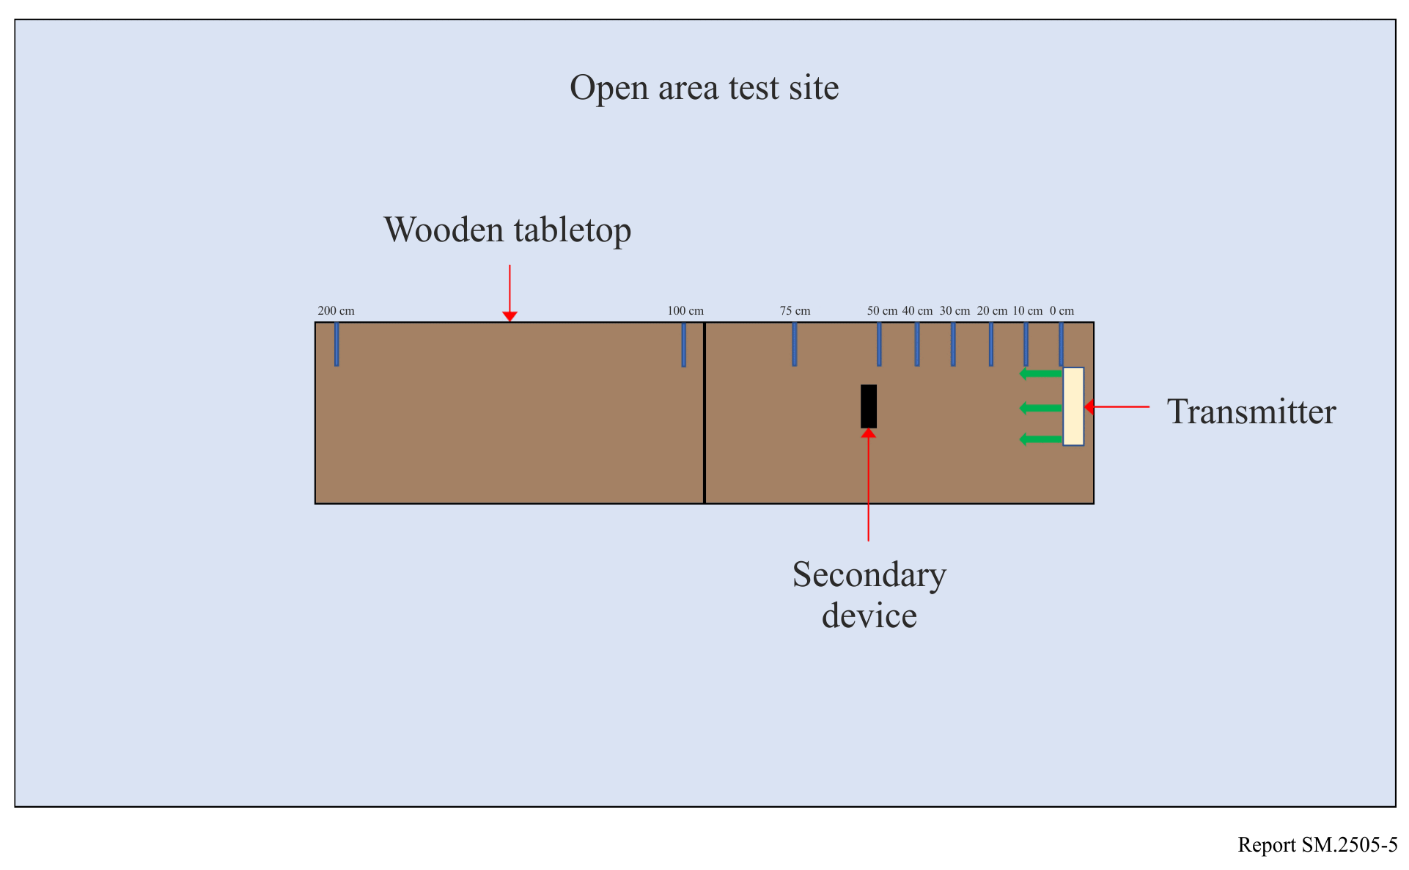 Open area test site
Wooden tabletop
200 cm 100 cm 75 cm 50 cm 40 cm 30 cm 20 cm 10 cm 0 cm
Transmitter
Secondary
device
Report SM.2505-5